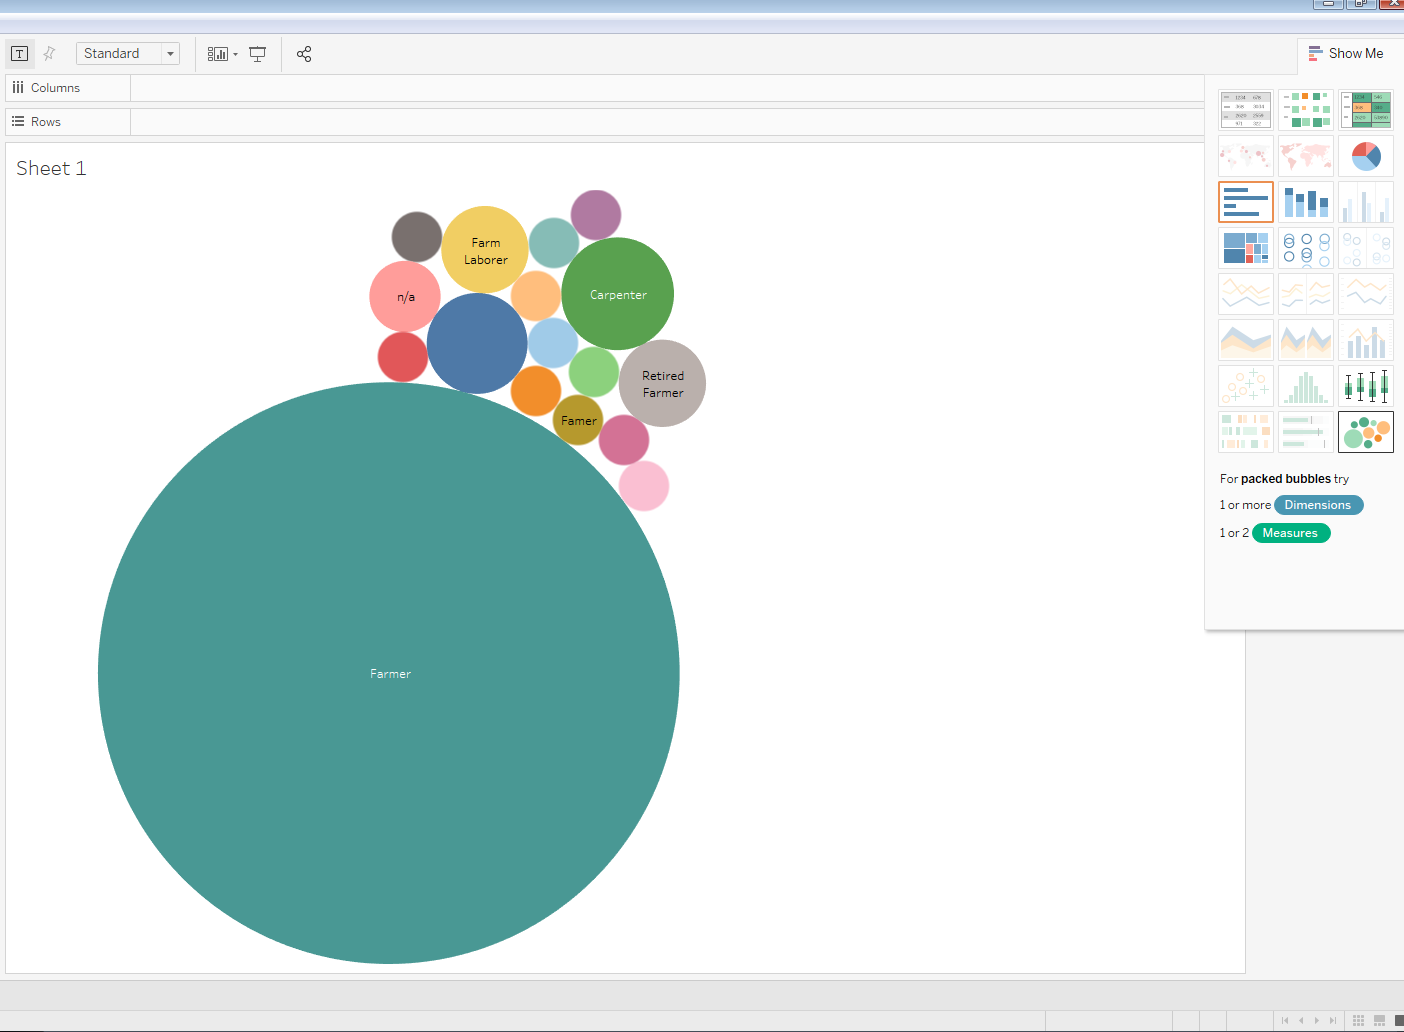 T
Standard
Show Me
Columns
Rows
Sheet 1
Farm
Laborer
n/a
Carpenter
Retired
Farmer
Famer
Farmer
For packed bubbles try
1 or more Dimensions
1 or 2 Measures